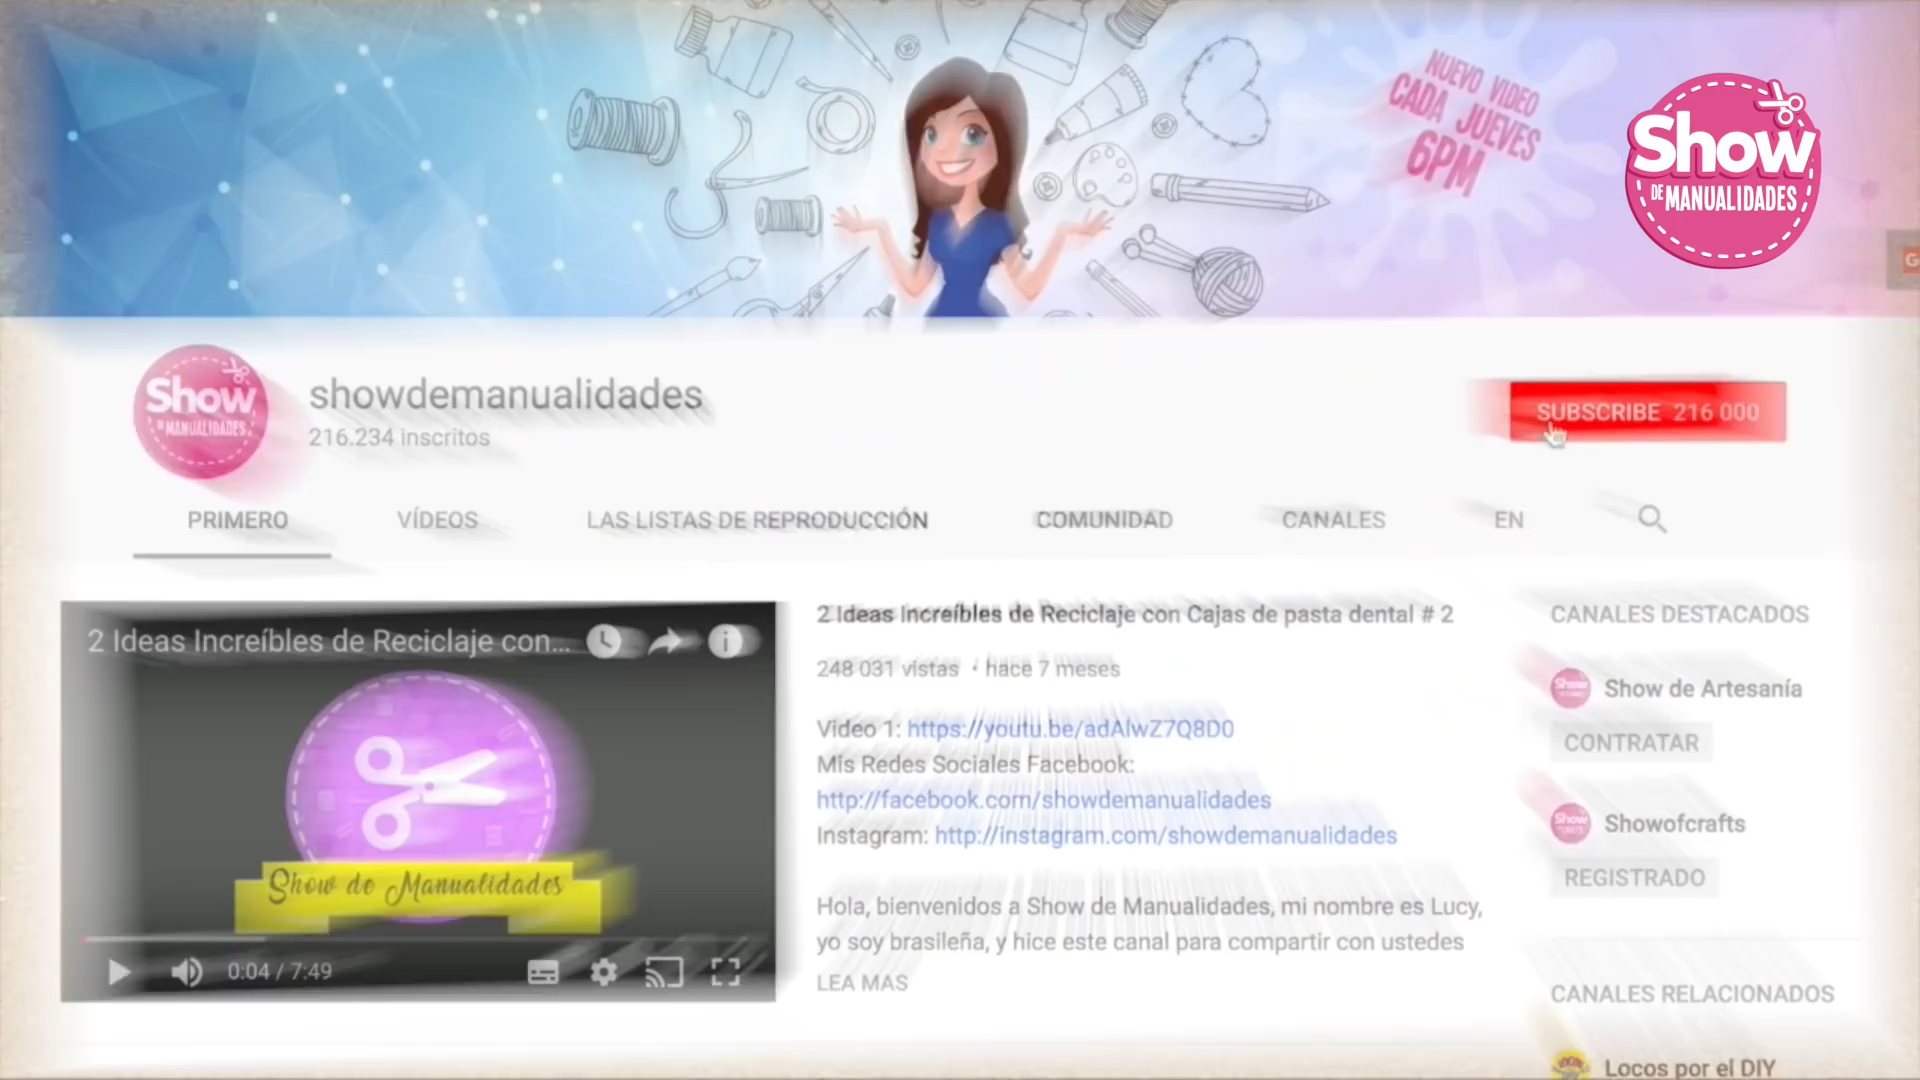 NUEVO VIDEO
CADA JUEVES
6PM
Show
DE MANUALIDADES
G
Show
DE MANUALIDADES
showdemanualidades
216.234 inscritos
SUBSCRIBE 216 000
PRIMERO VÍDEOS LAS LISTAS DE REPRODUCCIÓN COMUNIDAD CANALES EN
2 Ideas Increíbles de Reciclaje con...
Show de Manualidades
0:04 / 7:49
2 Ideas Increíbles de Reciclaje con Cajas de pasta dental # 2
248 031 vistas • hace 7 meses
Video 1: https://youtu.be/adAlwZ7Q8D0
Mis Redes Sociales Facebook:
http://facebook.com/showdemanualidades
Instagram: http://instagram.com/showdemanualidades
Hola, bienvenidos a Show de Manualidades, mi nombre es Lucy,
yo soy brasileña, y hice este canal para compartir con ustedes
LEA MAS
CANALES DESTACADOS
Show
Show de Artesanía
CONTRATAR
Show
Showofcrafts
REGISTRADO
CANALES RELACIONADOS
Locos por el DIY